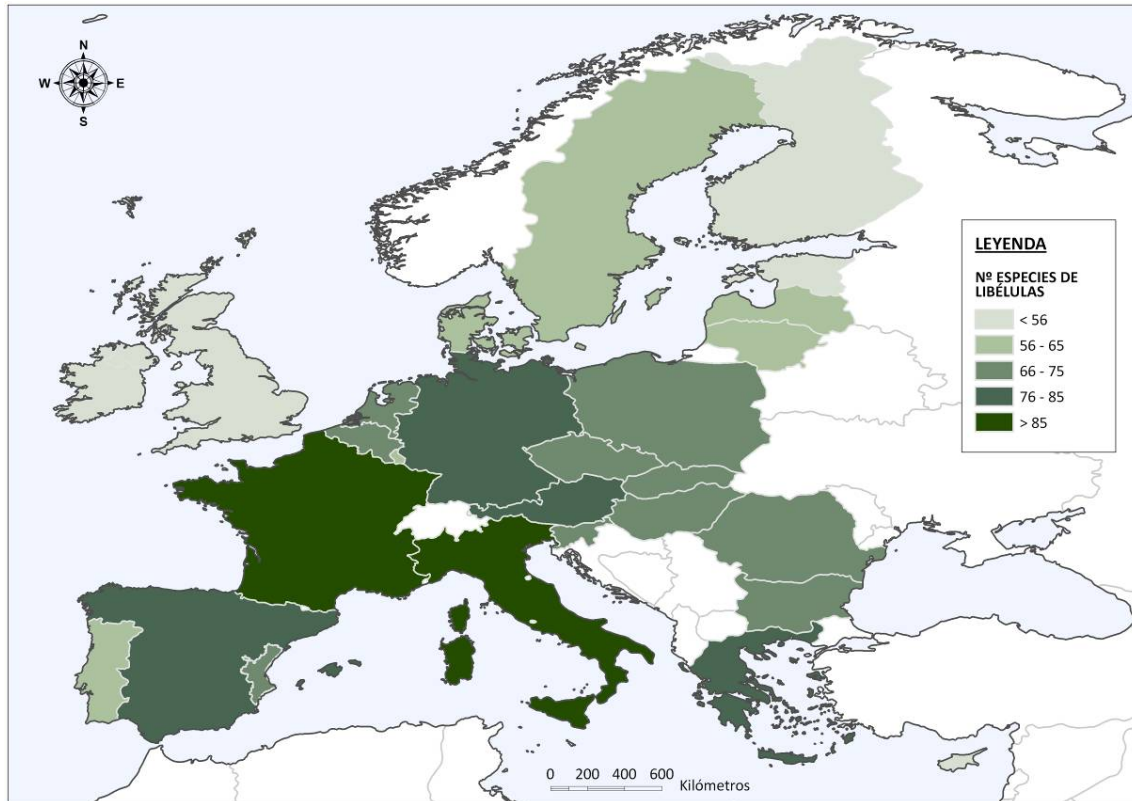 N
W E
S
LEYENDA
Nº ESPECIES DE
LIBÉLULAS
< 56
56 - 65
66 - 75
76 - 85
> 85
0 200 400 600
Kilómetros